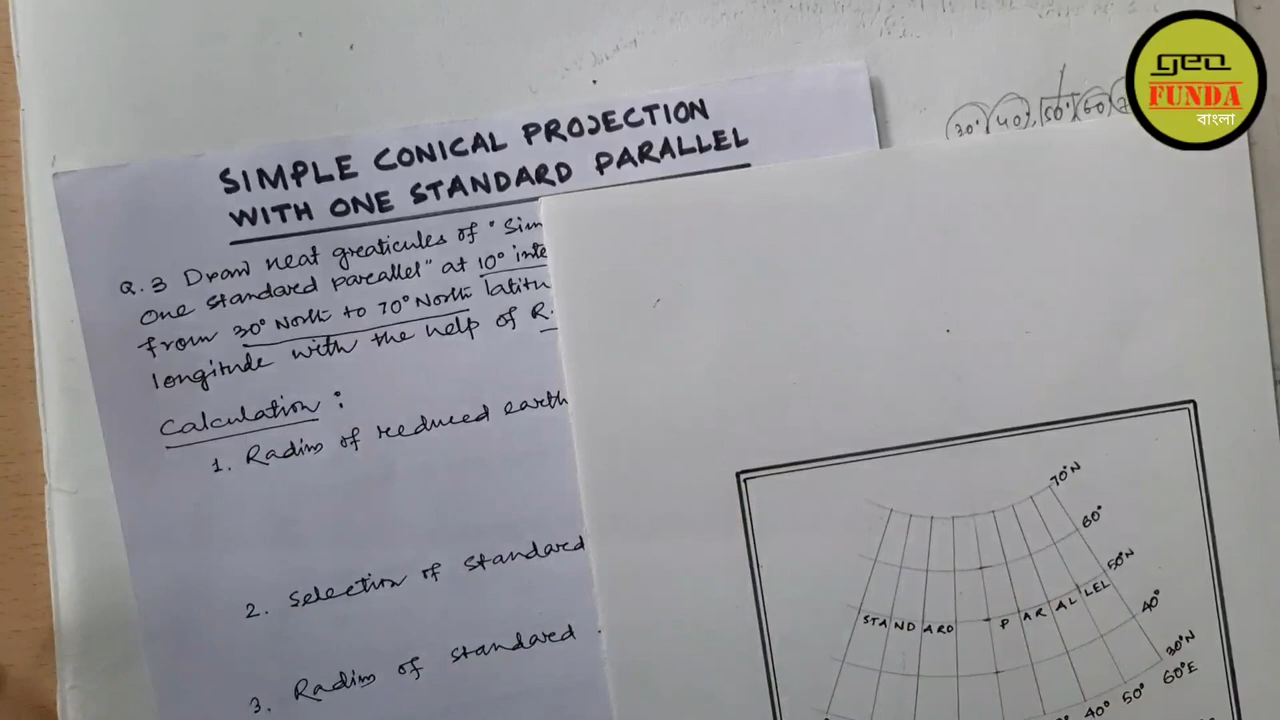 geo
FUNDA
বাংলা
30° 40°, 50° 60 7
SIMPLE CONICAL PROJECTION
WITH ONE STANDARD PARALLEL
Q.3 Draw neat greaticules of "Sim
One standard parallel" at 10° inte
from 30° North to 70° North latitu
longitude with the help of R.
Calculation :
1. Radius of reduced earth
2. Selection of standard
3. Radius of standard
70°N
60°
50°N
STANDARD PARALLEL
40°
30°N
60°E
50°
40°